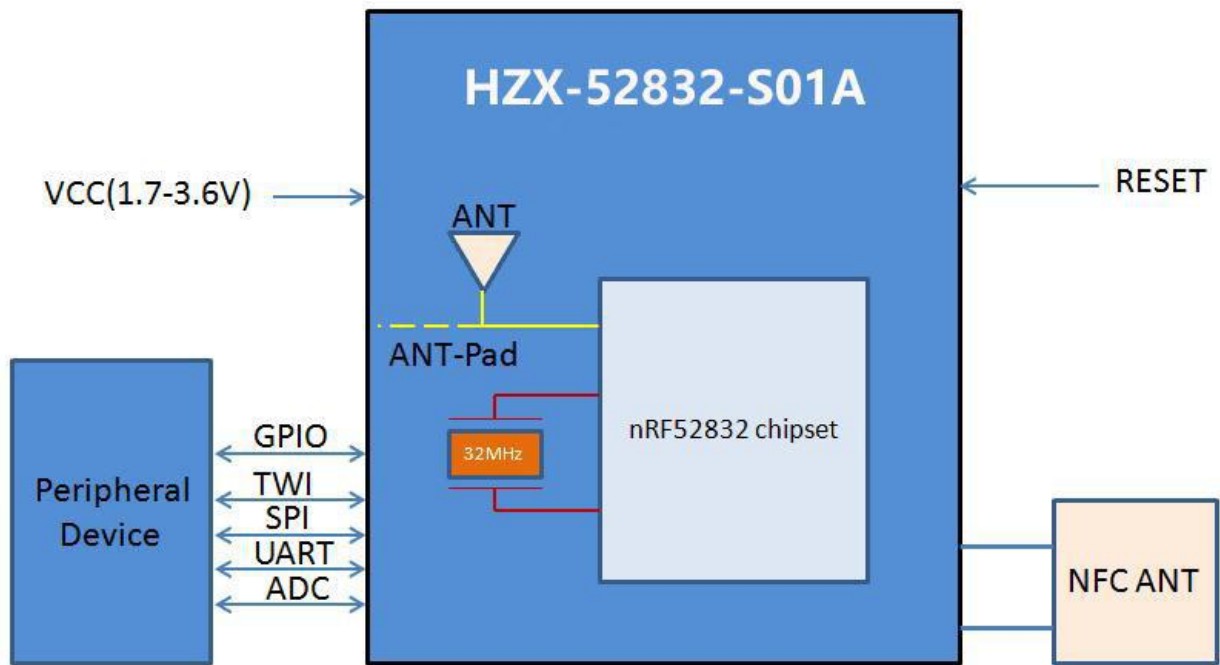 HZX-52832-S01A
VCC(1.7-3.6V)
RESET
ANT
ANT-Pad
nRF52832 chipset
32MHz
GPIO
TWI
SPI
UART
ADC
Peripheral
Device
NFC ANT